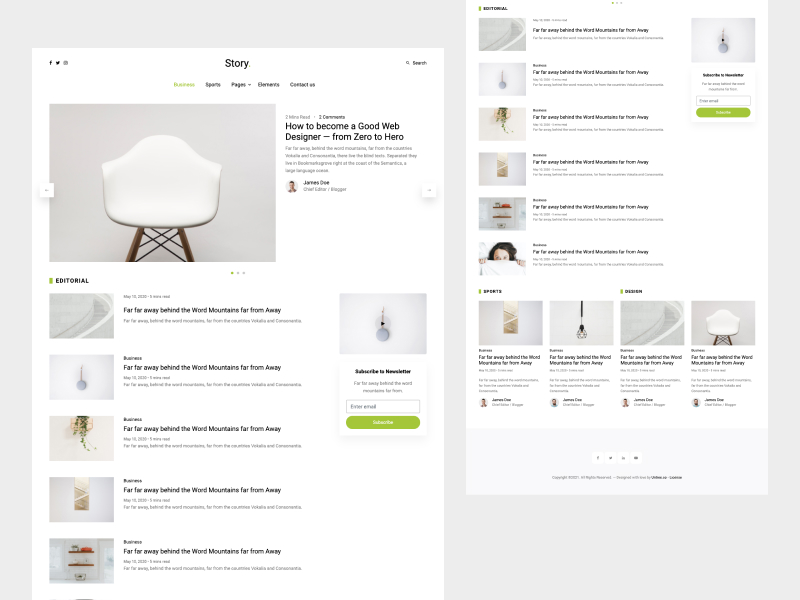 Story.
Search
Business
Sports
Pages
Elements
Contact us
2 Mins Read • 2 Comments
How to become a Good Web
Designer — from Zero to Hero
Far far away, behind the word mountains, far from the countries
Vokalia and Consonantia, there live the blind texts. Separated they
live in Bookmarksgrove right at the coast of the Semantics, a
large language ocean.
James Doe
Chief Editor / Blogger
EDITORIAL
May 10, 2020 • 5 mins read
Far far away behind the Word Mountains far from Away
Far far away, behind the word mountains, far from the countries Vokalia and Consonantia.
Business
Far far away behind the Word Mountains far from Away
May 10, 2020 • 5 mins read
Far far away, behind the word mountains, far from the countries Vokalia and Consonantia.
Business
Far far away behind the Word Mountains far from Away
May 10, 2020 • 5 mins read
Far far away, behind the word mountains, far from the countries Vokalia and Consonantia.
Business
Far far away behind the Word Mountains far from Away
May 10, 2020 • 5 mins read
Far far away, behind the word mountains, far from the countries Vokalia and Consonantia.
Business
Far far away behind the Word Mountains far from Away
May 10, 2020 • 5 mins read
Far far away, behind the word mountains, far from the countries Vokalia and Consonantia.
Subscribe to Newsletter
Far far away behind the word
mountains far from
Enter email
Subscribe
EDITORIAL
May 10, 2020 • 5 mins read
Far far away behind the Word Mountains far from Away
Far far away, behind the word mountains, far from the countries Vokalia and Consonantia.
Business
Far far away behind the Word Mountains far from Away
May 10, 2020 • 5 mins read
Far far away, behind the word mountains, far from the countries Vokalia and Consonantia.
Business
Far far away behind the Word Mountains far from Away
May 10, 2020 • 5 mins read
Far far away, behind the word mountains, far from the countries Vokalia and Consonantia.
Business
Far far away behind the Word Mountains far from Away
May 10, 2020 • 5 mins read
Far far away, behind the word mountains, far from the countries Vokalia and Consonantia.
Business
Far far away behind the Word Mountains far from Away
May 10, 2020 • 5 mins read
Far far away, behind the word mountains, far from the countries Vokalia and Consonantia.
Business
Far far away behind the Word Mountains far from Away
May 10, 2020 • 5 mins read
Far far away, behind the word mountains, far from the countries Vokalia and Consonantia.
Subscribe to Newsletter
Far far away behind the word
mountains far from
Enter email
Subscribe
SPORTS
Business
Far far away behind the Word
Mountains far from Away
May 10, 2020 • 5 mins read
Far far away, behind the word mountains,
far from the countries Vokalia and
Consonantia.
James Doe
Chief Editor / Blogger
Business
Far far away behind the Word
Mountains far from Away
May 10, 2020 • 5 mins read
Far far away, behind the word mountains,
far from the countries Vokalia and
Consonantia.
James Doe
Chief Editor / Blogger
DESIGN
Business
Far far away behind the Word
Mountains far from Away
May 10, 2020 • 5 mins read
Far far away, behind the word mountains,
far from the countries Vokalia and
Consonantia.
James Doe
Chief Editor / Blogger
Business
Far far away behind the Word
Mountains far from Away
May 10, 2020 • 5 mins read
Far far away, behind the word mountains,
far from the countries Vokalia and
Consonantia.
James Doe
Chief Editor / Blogger
Copyright ©2021. All Rights Reserved. — Designed with love by Untree.co · License